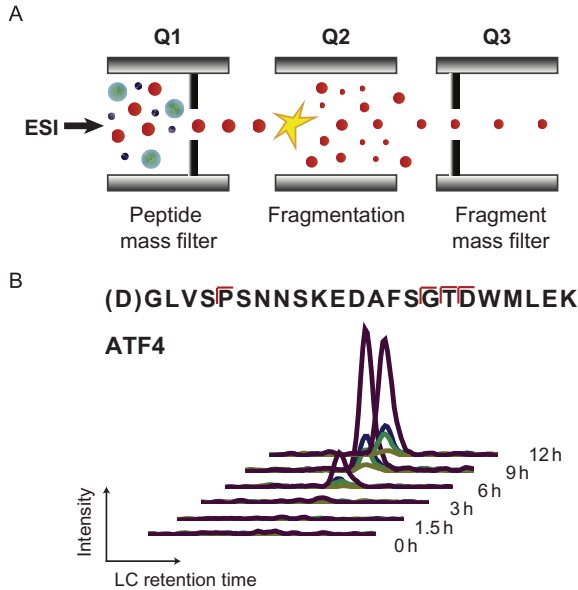 A
Q1 Q2 Q3
ESI
Peptide mass filter
Fragmentation
Fragment mass filter
B
(D)GLVSPSNNSKEDAFSGTDWMLEK
ATF4
12 h
9 h
6 h
3 h
1.5 h
0 h
Intensity
LC retention time